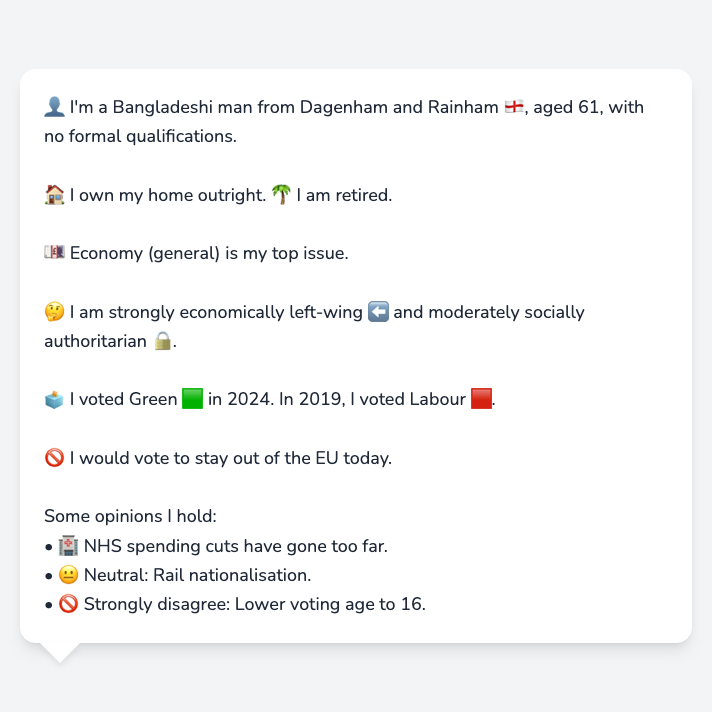 👤 I'm a Bangladeshi man from Dagenham and Rainham 🏴󠁧󠁢󠁥󠁮󠁧󠁿, aged 61, with
no formal qualifications.
🏠 I own my home outright. 🌴 I am retired.
💷 Economy (general) is my top issue.
🤔 I am strongly economically left-wing ⬅️ and moderately socially
authoritarian 🔒.
🗳️ I voted Green 🟩 in 2024. In 2019, I voted Labour 🟥.
🚫 I would vote to stay out of the EU today.
Some opinions I hold:
• 🏥 NHS spending cuts have gone too far.
• 😐 Neutral: Rail nationalisation.
• 🚫 Strongly disagree: Lower voting age to 16.